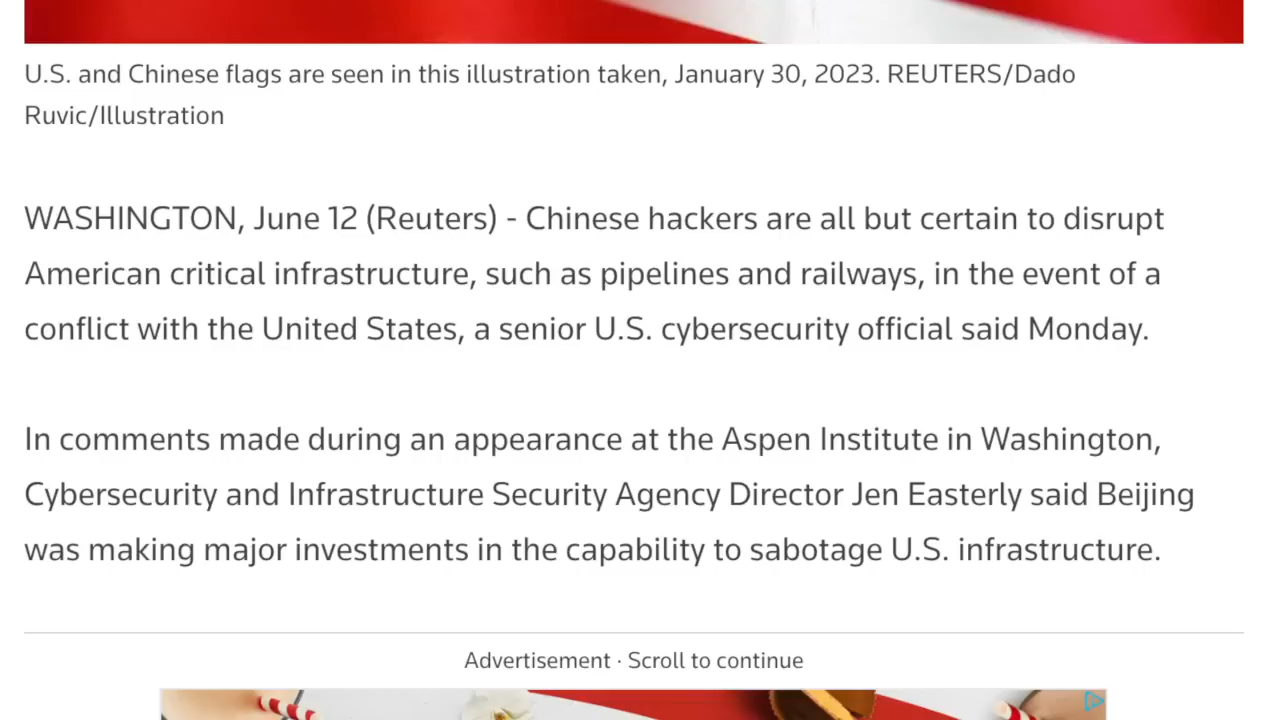 U.S. and Chinese flags are seen in this illustration taken, January 30, 2023. REUTERS/Dado
Ruvic/Illustration
WASHINGTON, June 12 (Reuters) - Chinese hackers are all but certain to disrupt
American critical infrastructure, such as pipelines and railways, in the event of a
conflict with the United States, a senior U.S. cybersecurity official said Monday.
In comments made during an appearance at the Aspen Institute in Washington,
Cybersecurity and Infrastructure Security Agency Director Jen Easterly said Beijing
was making major investments in the capability to sabotage U.S. infrastructure.
Advertisement · Scroll to continue